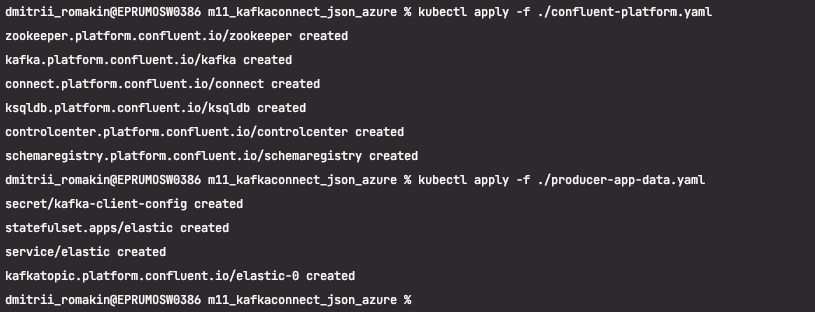 dmitrii_romakin@EPRUMOSW0386 m11_kafkaconnect_json_azure % kubectl apply -f ./confluent-platform.yaml
zookeeper.platform.confluent.io/zookeeper created
kafka.platform.confluent.io/kafka created
connect.platform.confluent.io/connect created
ksqldb.platform.confluent.io/ksqldb created
controlcenter.platform.confluent.io/controlcenter created
schemaregistry.platform.confluent.io/schemaregistry created
dmitrii_romakin@EPRUMOSW0386 m11_kafkaconnect_json_azure % kubectl apply -f ./producer-app-data.yaml
secret/kafka-client-config created
statefulset.apps/elastic created
service/elastic created
kafkatopic.platform.confluent.io/elastic-0 created
dmitrii_romakin@EPRUMOSW0386 m11_kafkaconnect_json_azure %